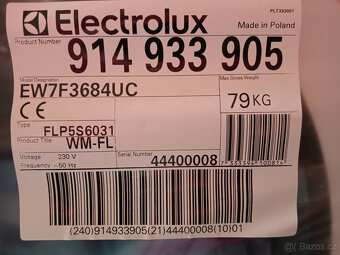 PLT393001
Electrolux
Made in Poland
Product Number
914 933 905
Model Designation
Max. Gross Weight
EW7F3684UC
79 KG
CE
Type
FLP5S6031
Product Title
WM-FL
Voltage
230 V
Serial Number
Frequency
~50 Hz
44400008
(240)914933905(21)44400008(10)01
Bazos.cz